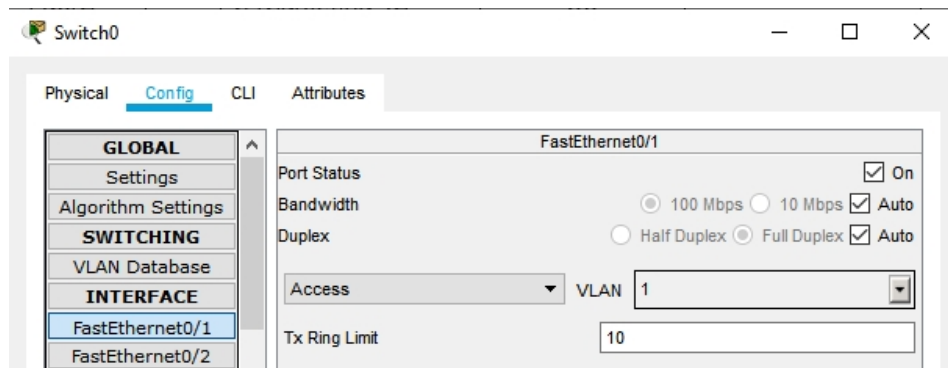 Switch0
Physical Config CLI Attributes
GLOBAL
Settings
Algorithm Settings
SWITCHING
VLAN Database
INTERFACE
FastEthernet0/1
FastEthernet0/2
FastEthernet0/1
Port Status On
Bandwidth 100 Mbps 10 Mbps Auto
Duplex Half Duplex Full Duplex Auto
Access VLAN 1
Tx Ring Limit 10